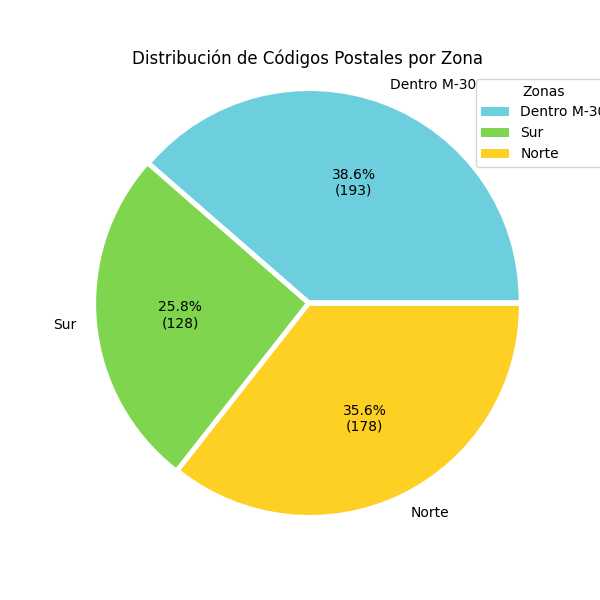 Distribución de Códigos Postales por Zona
Dentro M-30
Zonas
Dentro M-30
Sur
Norte
38.6%
(193)
25.8%
(128)
Sur
35.6%
(178)
Norte